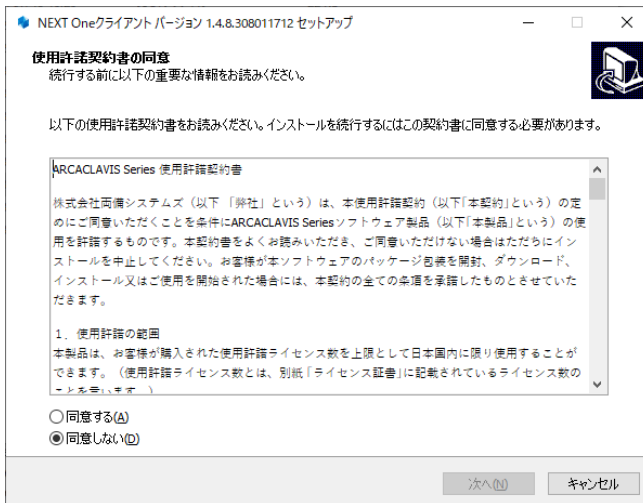 NEXT Oneクライアント バージョン 1.4.8.308011712 セットアップ
使用許諾契約書の同意
続行する前に以下の重要な情報をお読みください。
以下の使用許諾契約書をお読みください。インストールを続行するにはこの契約書に同意する必要があります。
ARCACLAVIS Series 使用許諾契約書
株式会社両備システムズ（以下 「弊社」という）は、本使用許諾契約（以下「本契約」という）の定
めにご同意いただくことを条件にARCACLAVIS Seriesソフトウェア製品（以下「本製品」という）の使
用を許諾するものです。本契約書をよくお読みいただき、ご同意いただけない場合はただちにイン
ストールを中止してください。お客様が本ソフトウェアのパッケージ包装を開封、ダウンロード、
インストール又はご使用を開始された場合には、本契約の全ての条項を承諾したものとさせていた
だきます。
１．使用許諾の範囲
本製品は、お客様が購入された使用許諾ライセンス数を上限として日本国内に限り使用することが
できます。（使用許諾ライセンス数とは、別紙「ライセンス証書」に記載されているライセンス数の
ことを言います。）
同意する(A)
同意しない(D)
次へ(N)
キャンセル